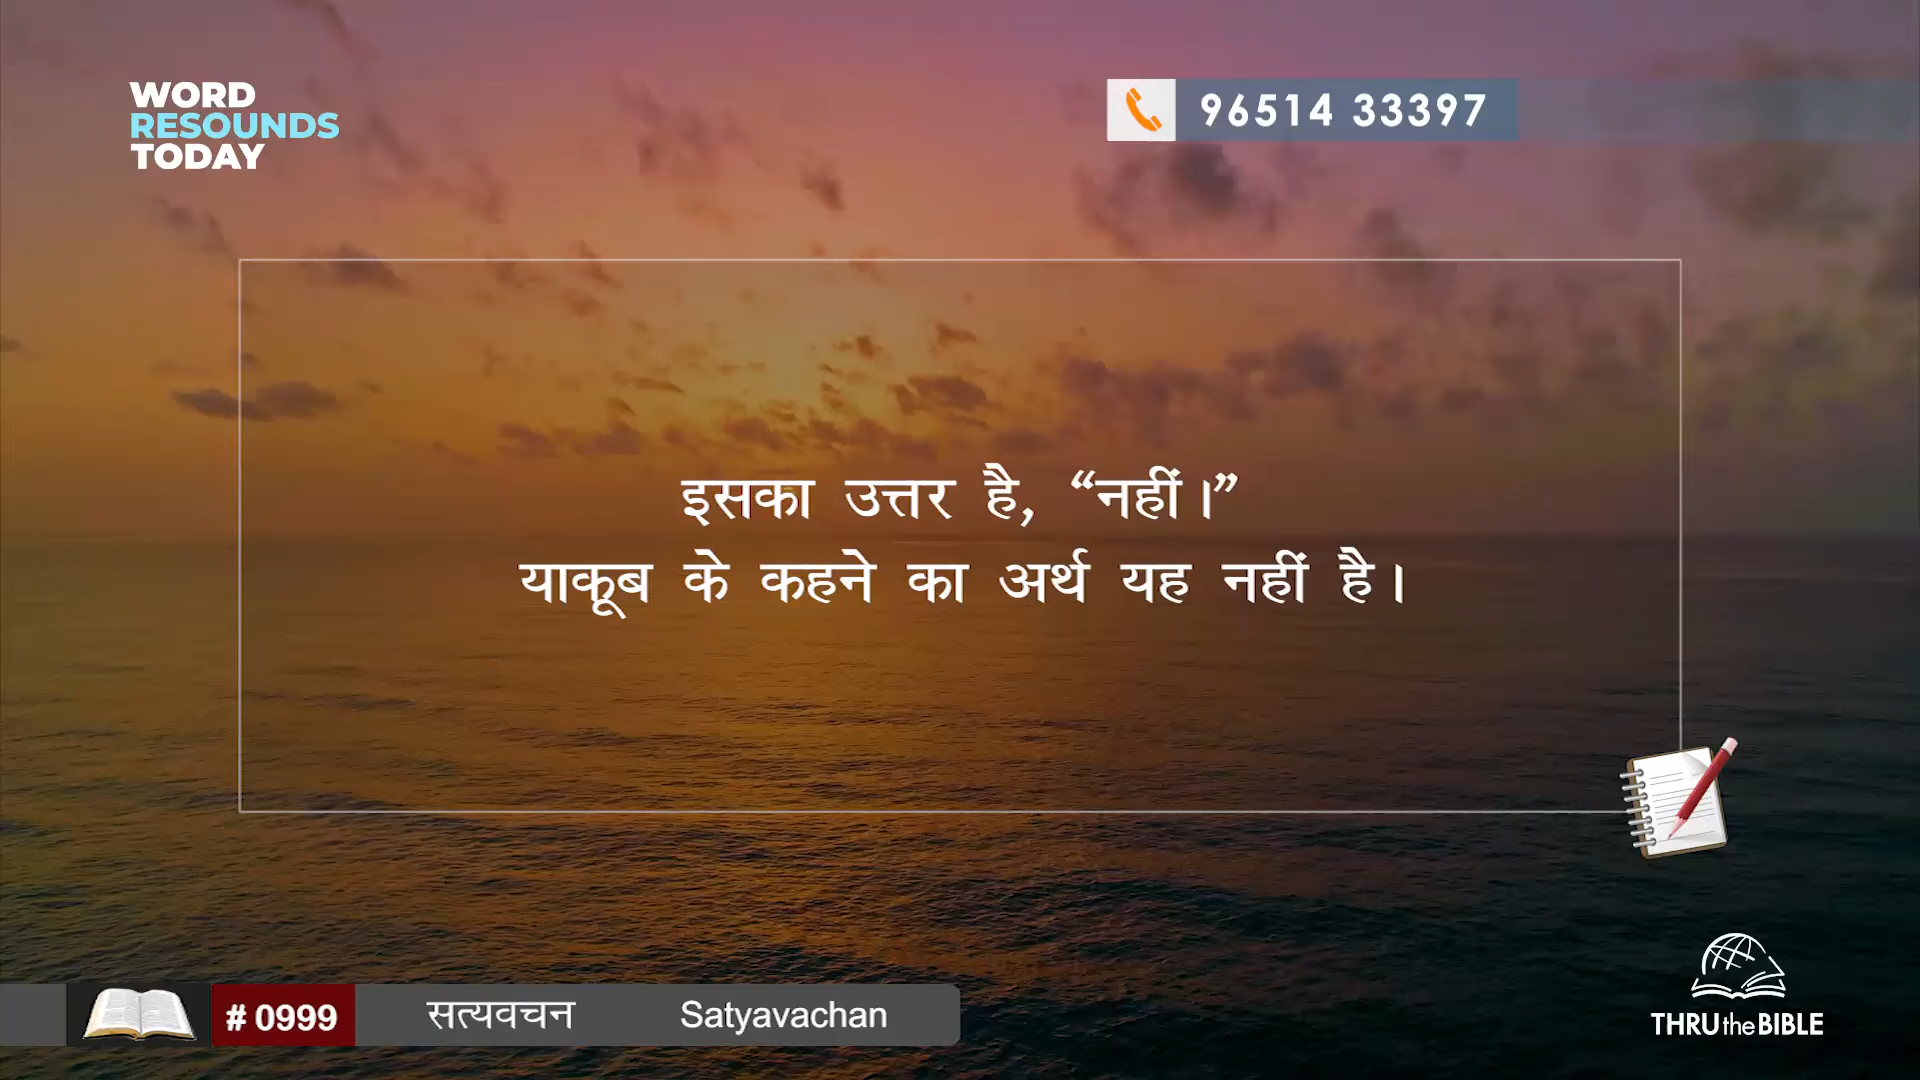 WORD
RESOUNDS
TODAY
96514 33397
इसका उत्तर है, “नहीं।”
याकूब के कहने का अर्थ यह नहीं है।
# 0999 सत्यवचन Satyavachan
THRU the BIBLE